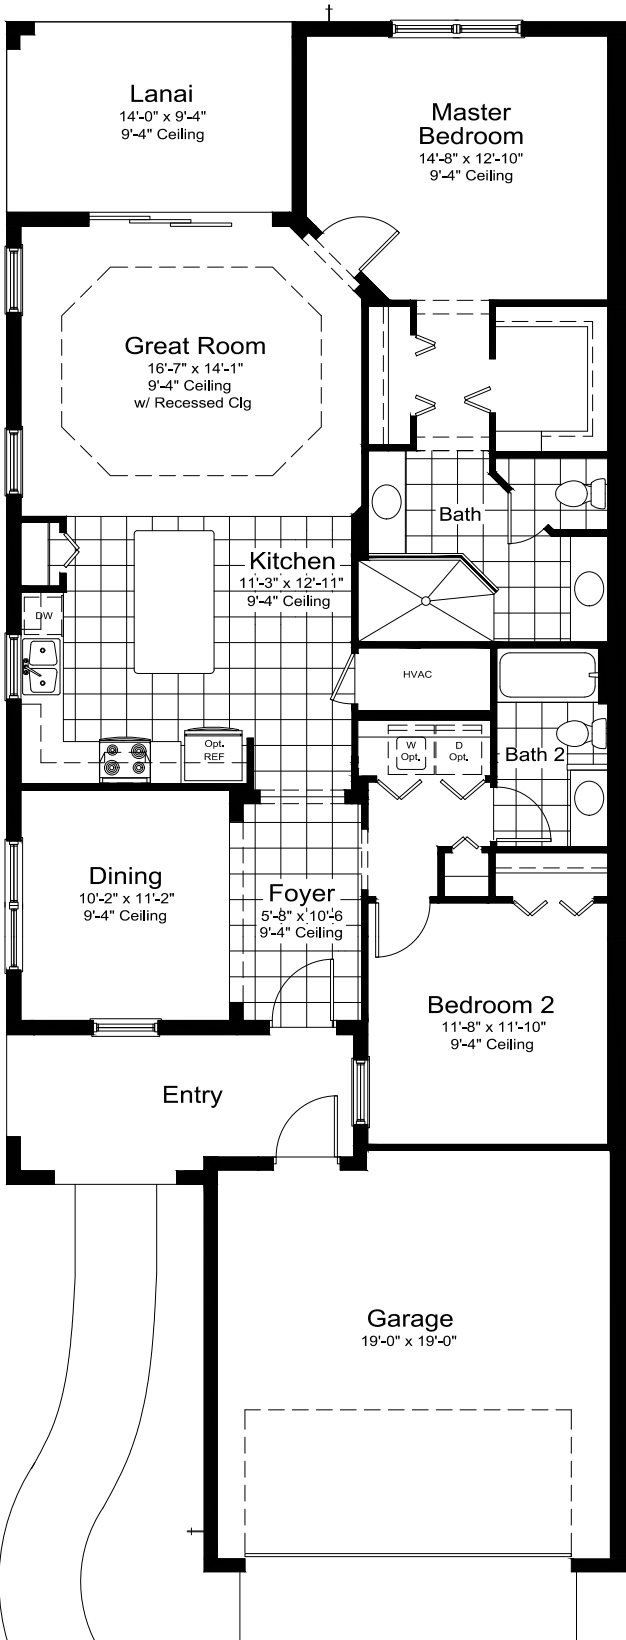 Lanai
14'-0" x 9'-4"
9'-4" Ceiling
Master
Bedroom
14'-8" x 12'-10"
9'-4" Ceiling
Great Room
16'-7" x 14'-1"
9'-4" Ceiling
w/ Recessed Clg
Bath
Kitchen
11'-3" x 12'-11"
9'-4" Ceiling
DW
HVAC
Opt.
REF
W
Opt.
D
Opt.
Bath 2
Dining
10'-2" x 11'-2"
9'-4" Ceiling
Foyer
5'-8" x 10'-6
9'-4" Ceiling
Bedroom 2
11'-8" x 11'-10"
9'-4" Ceiling
Entry
Garage
19'-0" x 19'-0"